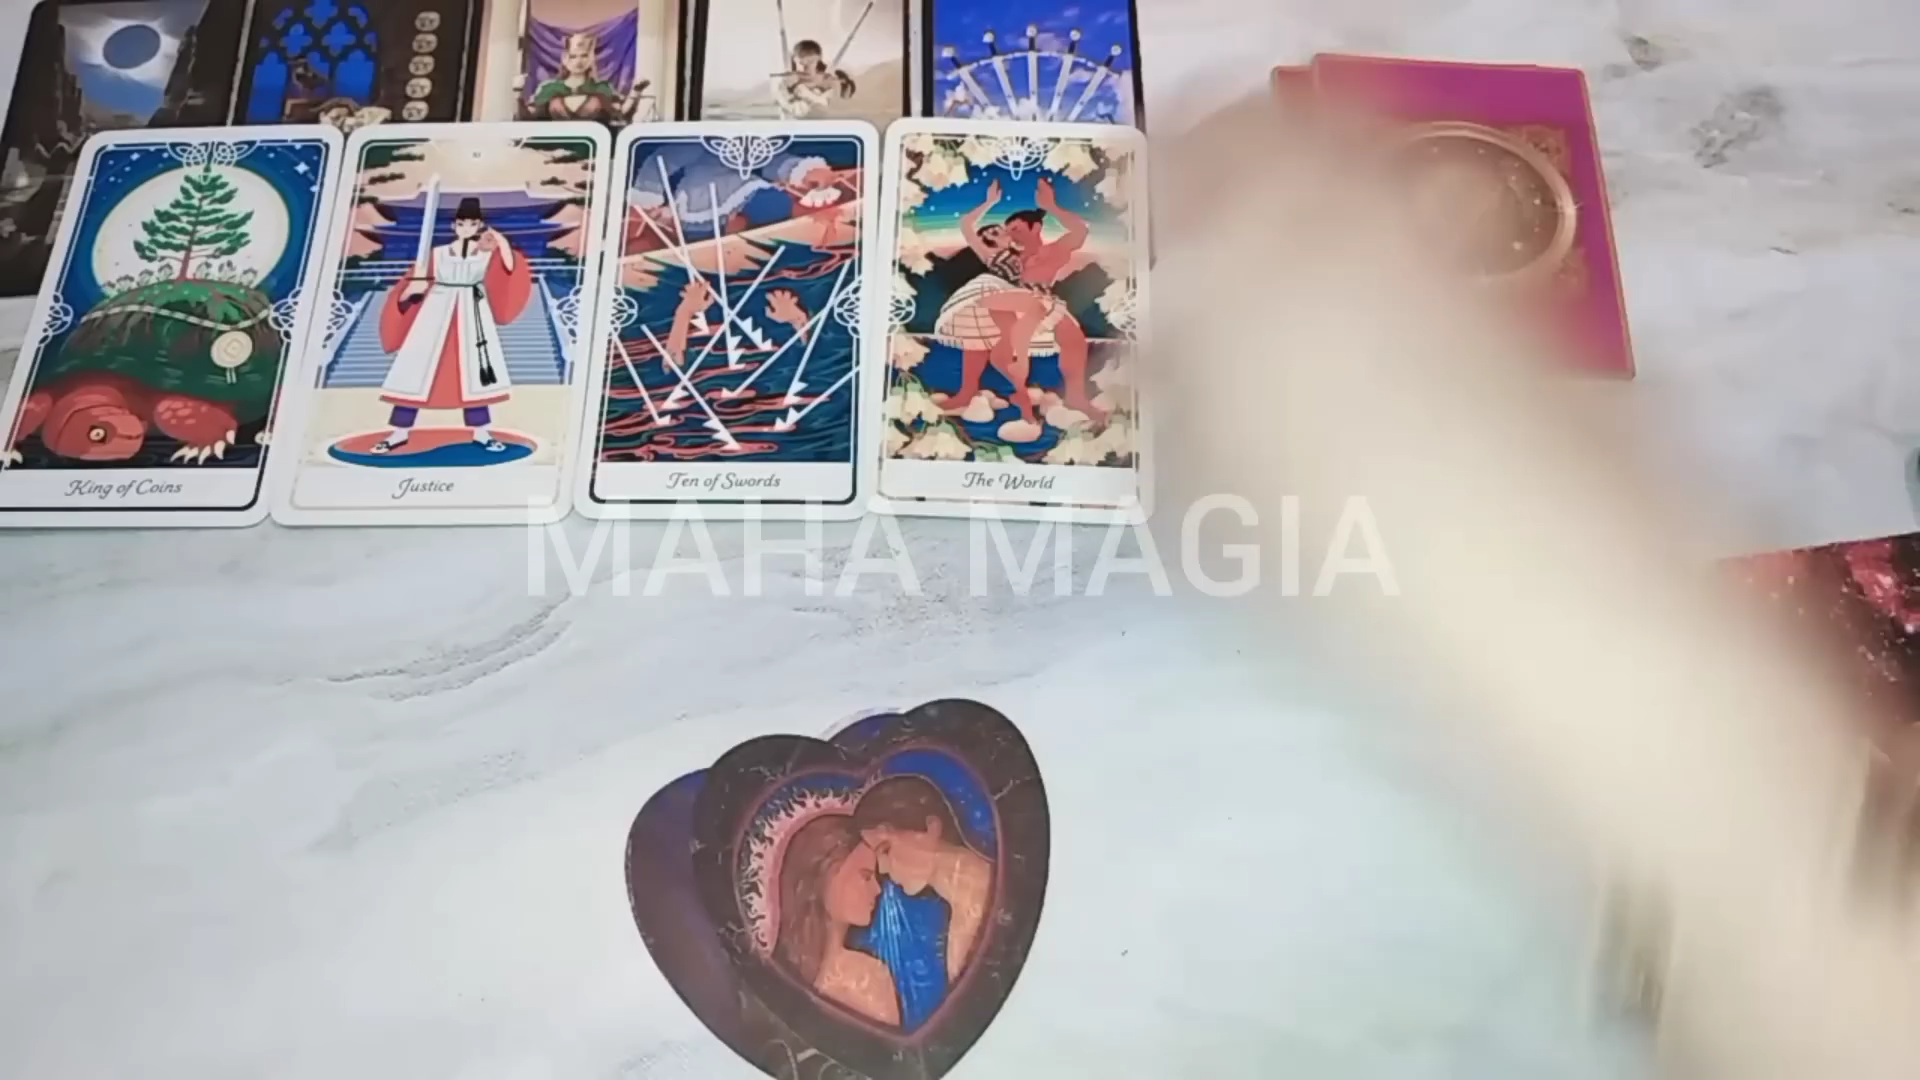 King of Coins
Justice
Ten of Swords
The World
MAHA MAGIA